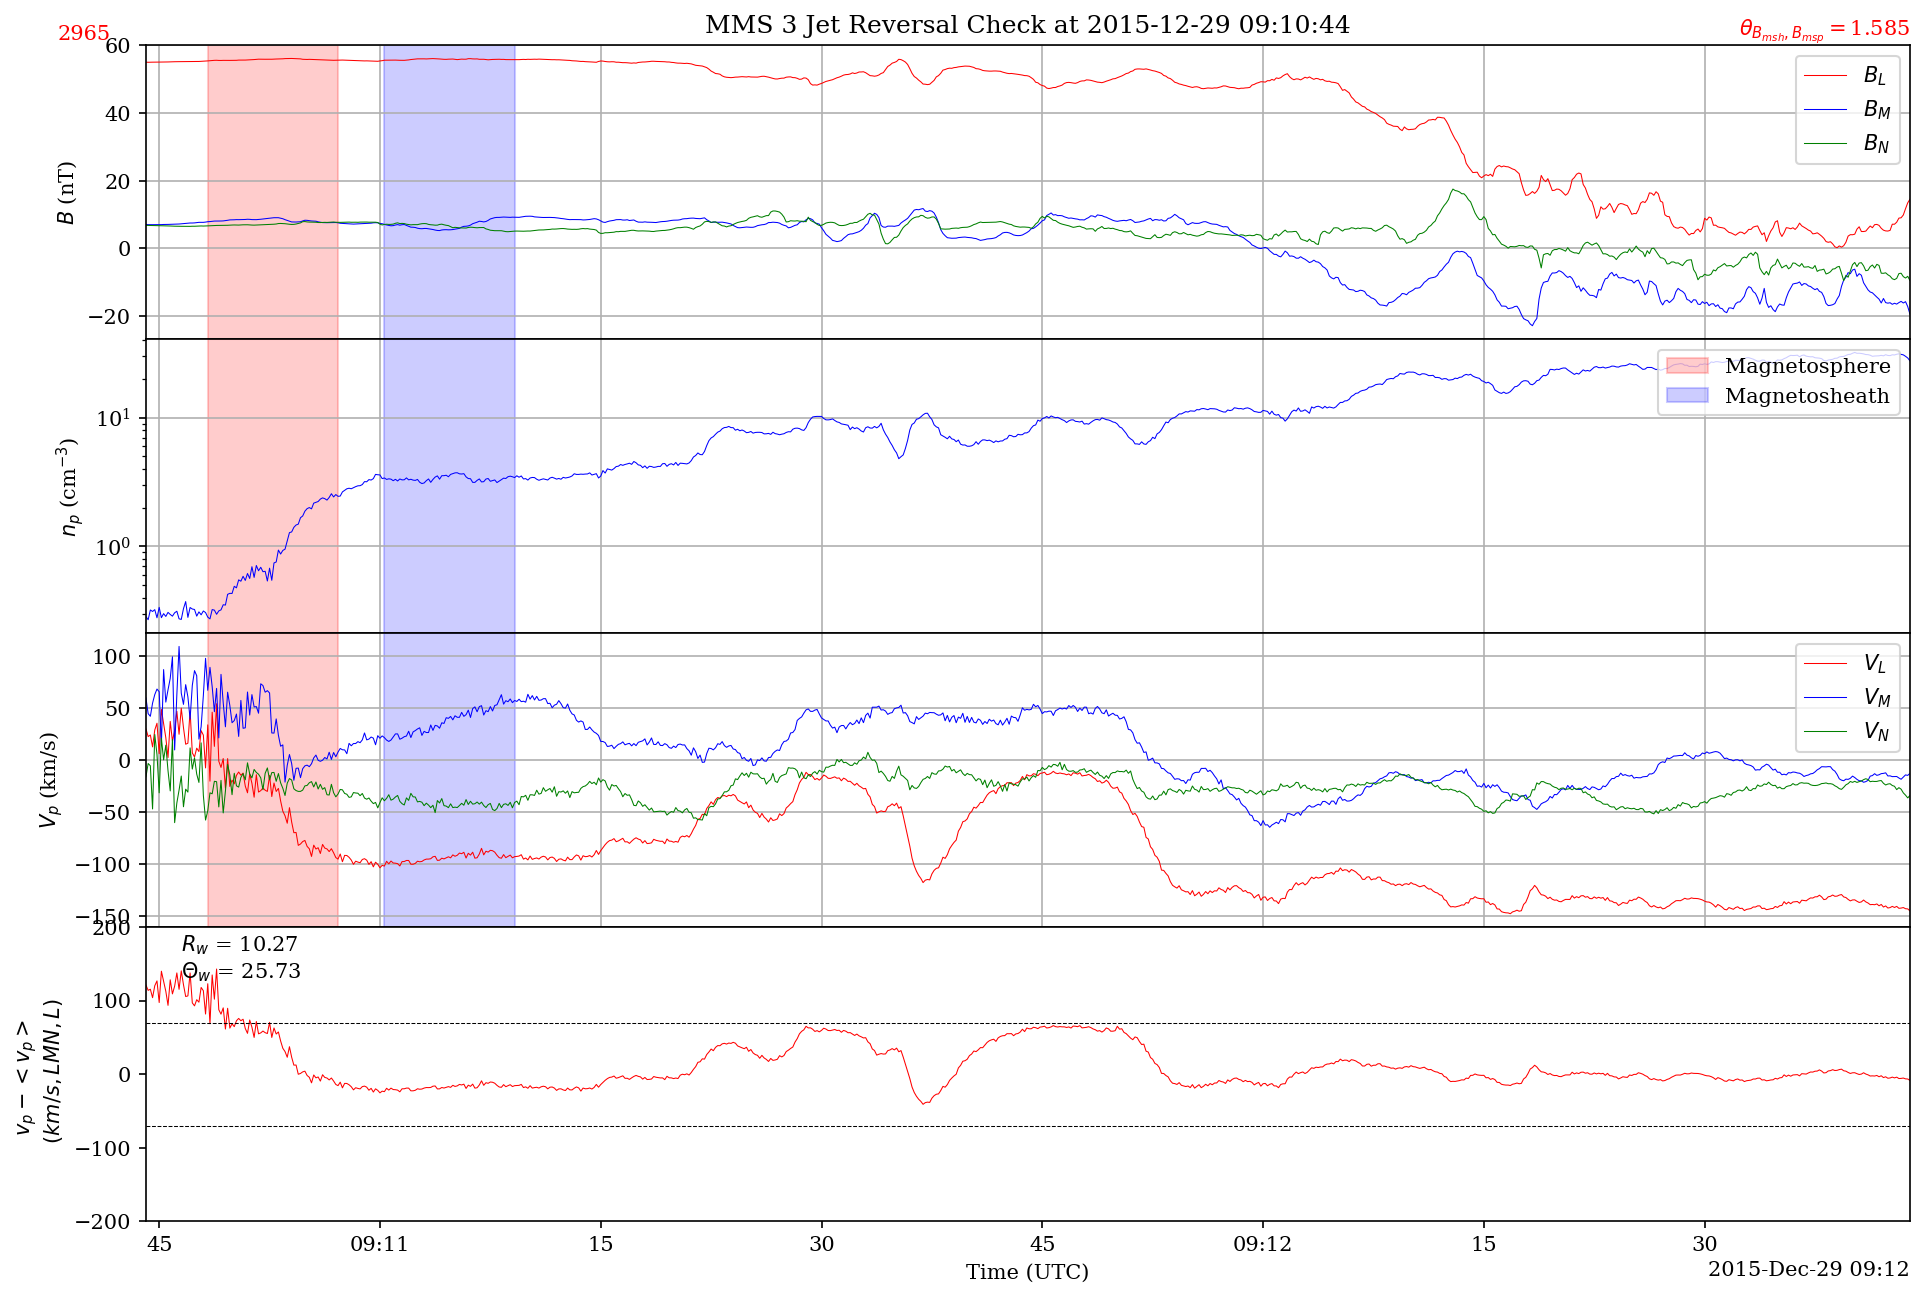 MMS 3 Jet Reversal Check at 2015-12-29 09:10:44
2965
θ_{B_{msh}, B_{msp}} = 1.585
60
40
20
0
−20
B (nT)
B_L
B_M
B_N
10^1
10^0
n_p (cm^{−3})
Magnetosphere
Magnetosheath
100
50
0
−50
−100
−150
V_p (km/s)
V_L
V_M
V_N
200
100
0
−100
−200
v_p − <v_p>
(km/s, LMN, L)
R_w = 10.27
Θ_w = 25.73
45 09:11 15 30 45 09:12 15 30
Time (UTC)
2015-Dec-29 09:12